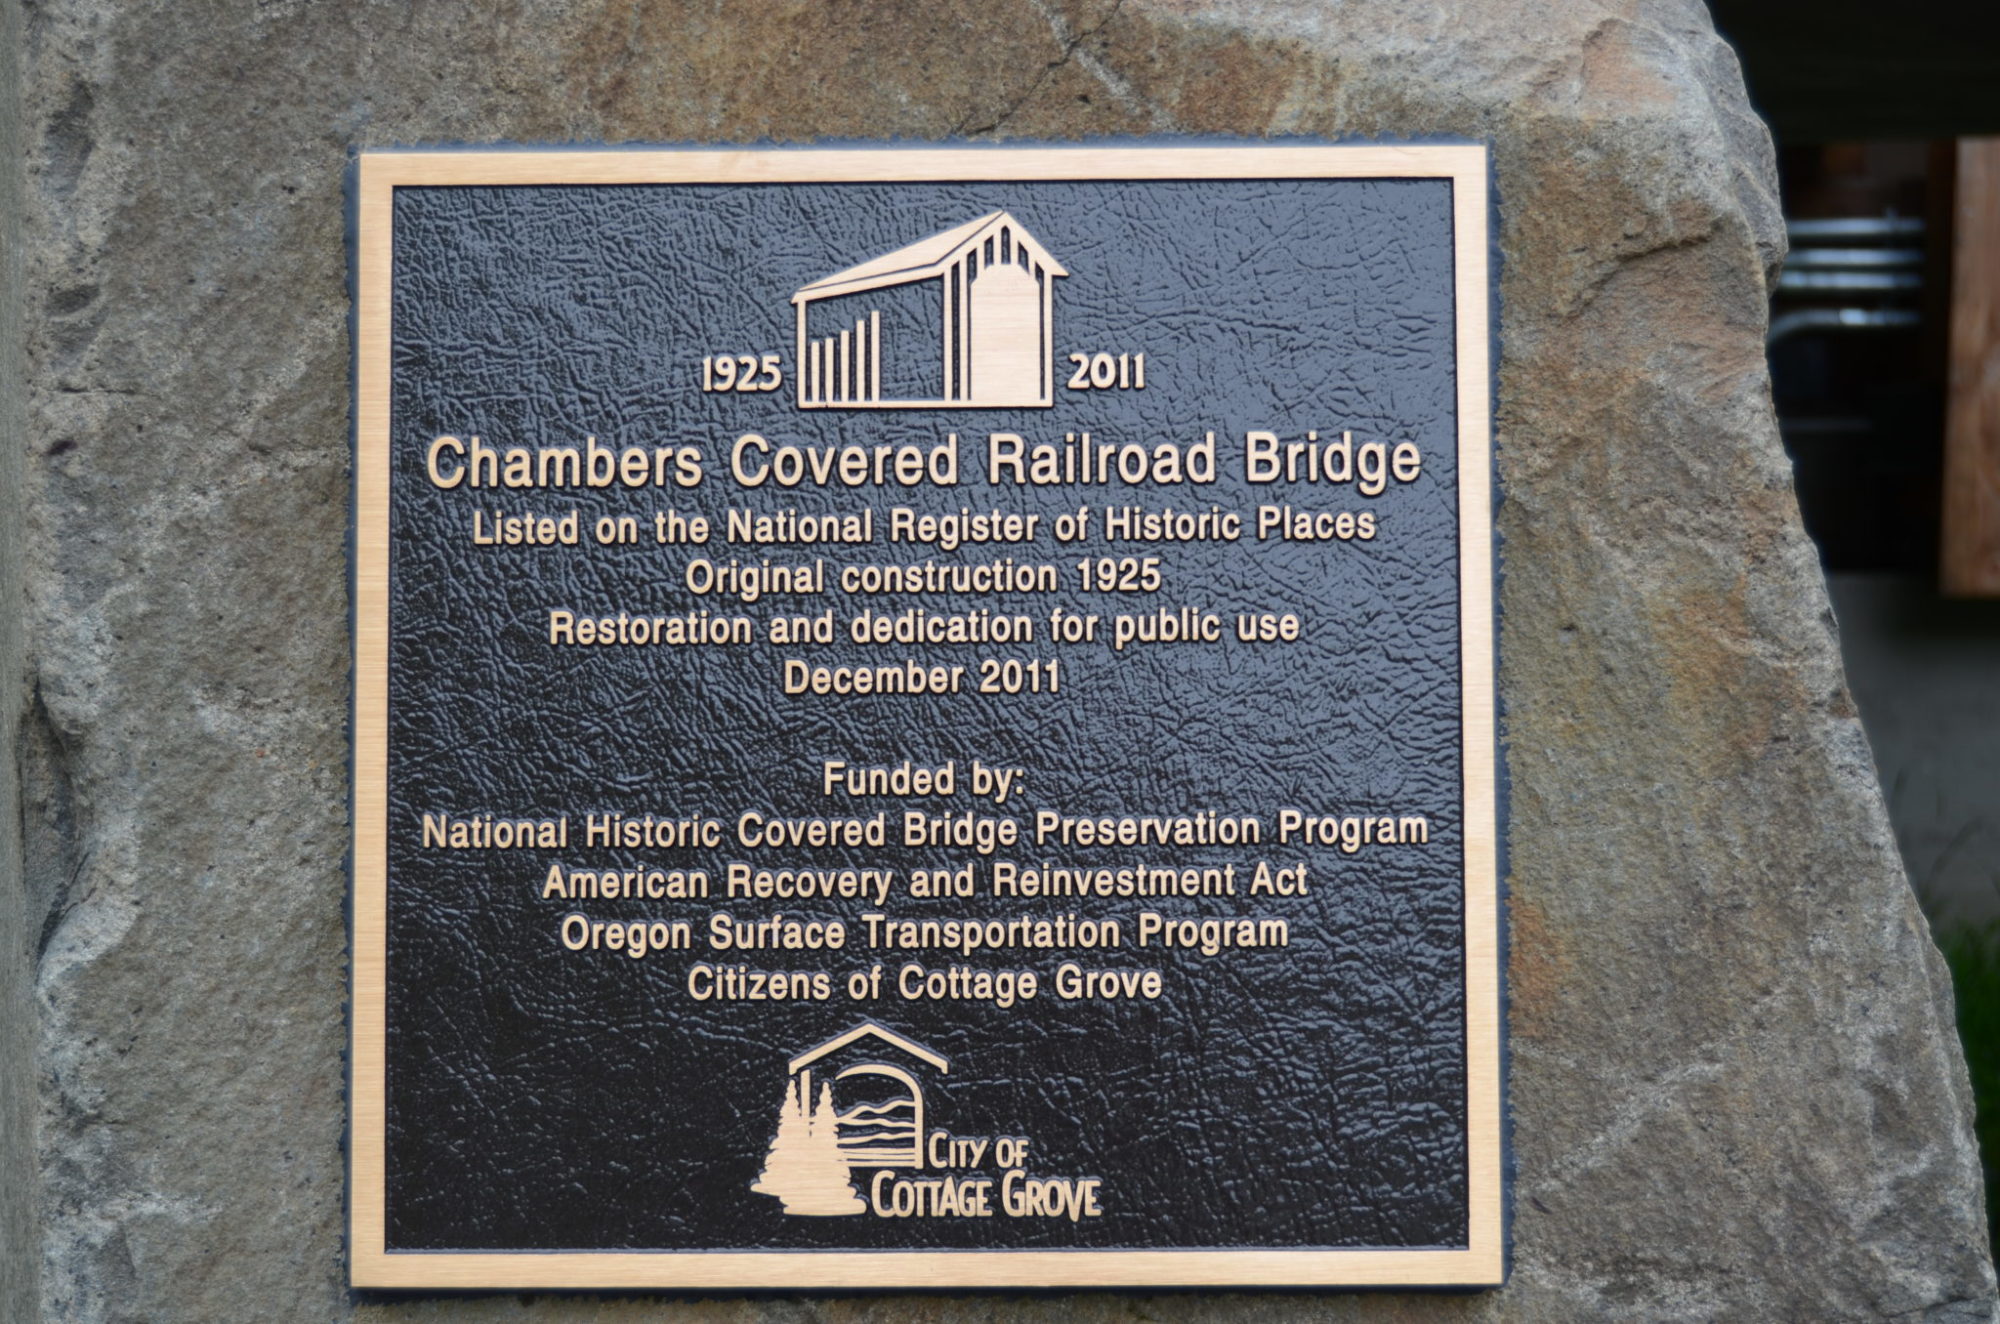 1925 2011
Chambers Covered Railroad Bridge
Listed on the National Register of Historic Places
Original construction 1925
Restoration and dedication for public use
December 2011
Funded by:
National Historic Covered Bridge Preservation Program
American Recovery and Reinvestment Act
Oregon Surface Transportation Program
Citizens of Cottage Grove
CITY OF
COTTAGE GROVE